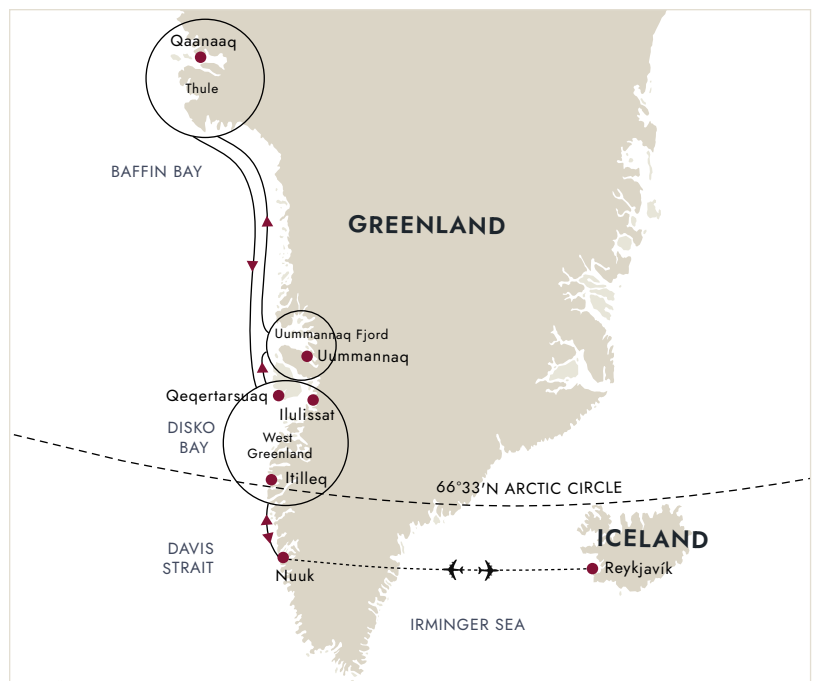 Qaanaaq
Thule
BAFFIN BAY
GREENLAND
Uummannaq Fjord
Uummannaq
Qeqertarsuaq
Ilulissat
DISKO
BAY
West
Greenland
Itilleq
66°33'N ARCTIC CIRCLE
ICELAND
DAVIS
STRAIT
Nuuk
Reykjavík
IRMINGER SEA